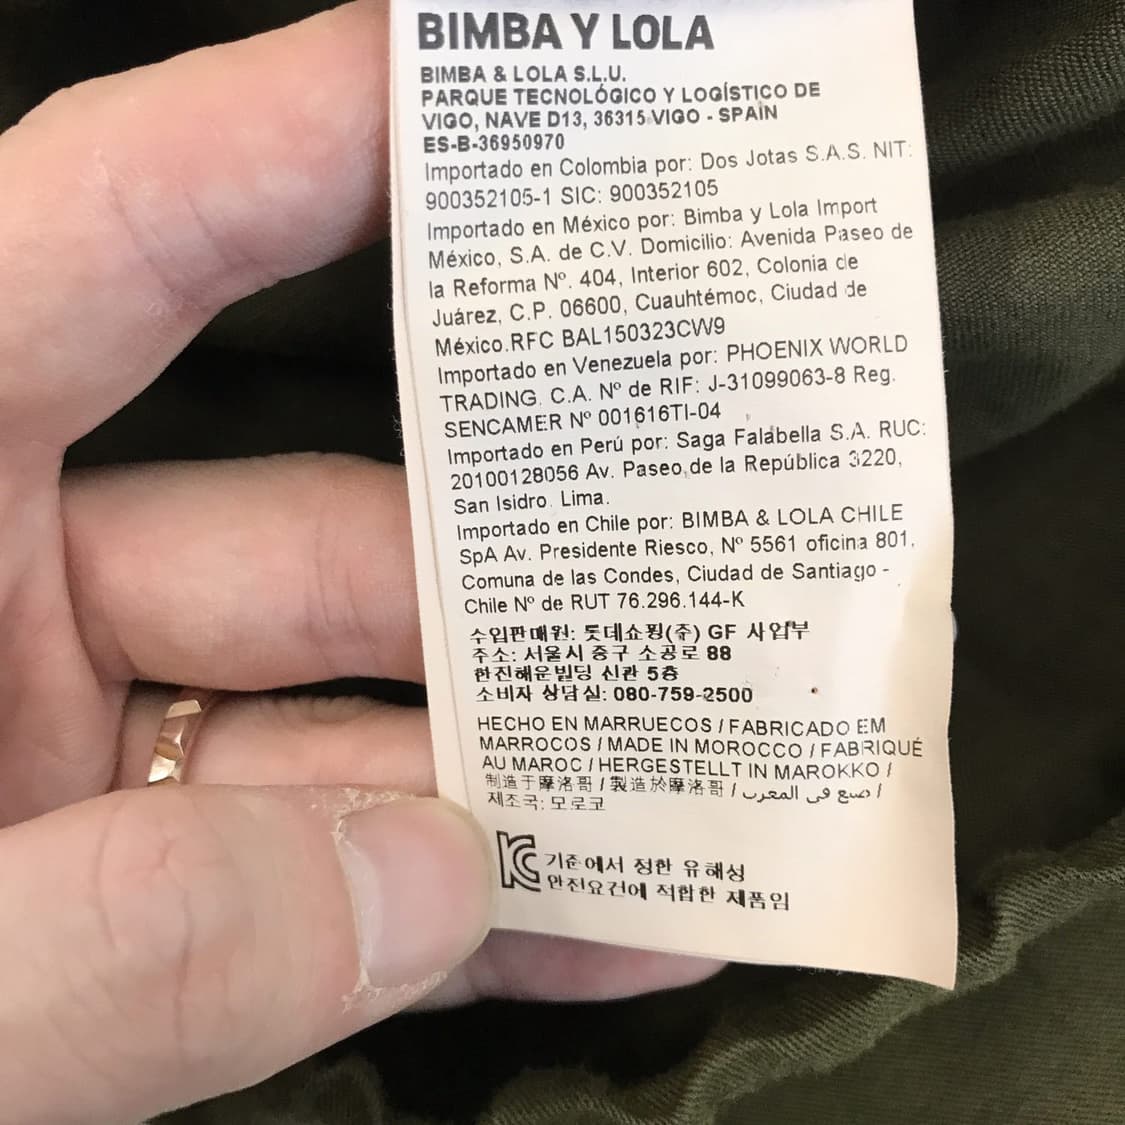 BIMBA Y LOLA
BIMBA & LOLA S.L.U.
PARQUE TECNOLÓGICO Y LOGÍSTICO DE
VIGO, NAVE D13, 36315 VIGO - SPAIN
ES-B-36950970
Importado en Colombia por: Dos Jotas S.A.S. NIT:
900352105-1 SIC: 900352105
Importado en México por: Bimba y Lola Import
México, S.A. de C.V. Domicilio: Avenida Paseo de
la Reforma Nº. 404, Interior 602, Colonia de
Juárez, C.P. 06600, Cuauhtémoc, Ciudad de
México.RFC BAL150323CW9
Importado en Venezuela por: PHOENIX WORLD
TRADING. C.A. Nº de RIF: J-31099063-8 Reg.
SENCAMER Nº 001616TI-04
Importado en Perú por: Saga Falabella S.A. RUC:
20100128056 Av. Paseo de la República 3220,
San Isidro. Lima.
Importado en Chile por: BIMBA & LOLA CHILE
SpA Av. Presidente Riesco, Nº 5561 oficina 801,
Comuna de las Condes, Ciudad de Santiago -
Chile Nº de RUT 76.296.144-K
수입판매원: 롯데쇼핑(주) GF 사업부
주소: 서울시 중구 소공로 88
한진해운빌딩 신관 5층
소비자 상담실: 080-759-2500
HECHO EN MARRUECOS / FABRICADO EM
MARROCOS / MADE IN MOROCCO / FABRIQUÉ
AU MAROC / HERGESTELLT IN MAROKKO /
制造于摩洛哥 / 製造於摩洛哥 / صنع في المغرب /
제조국: 모로코
KC 기준에서 정한 유해성
안전요건에 적합한 제품임